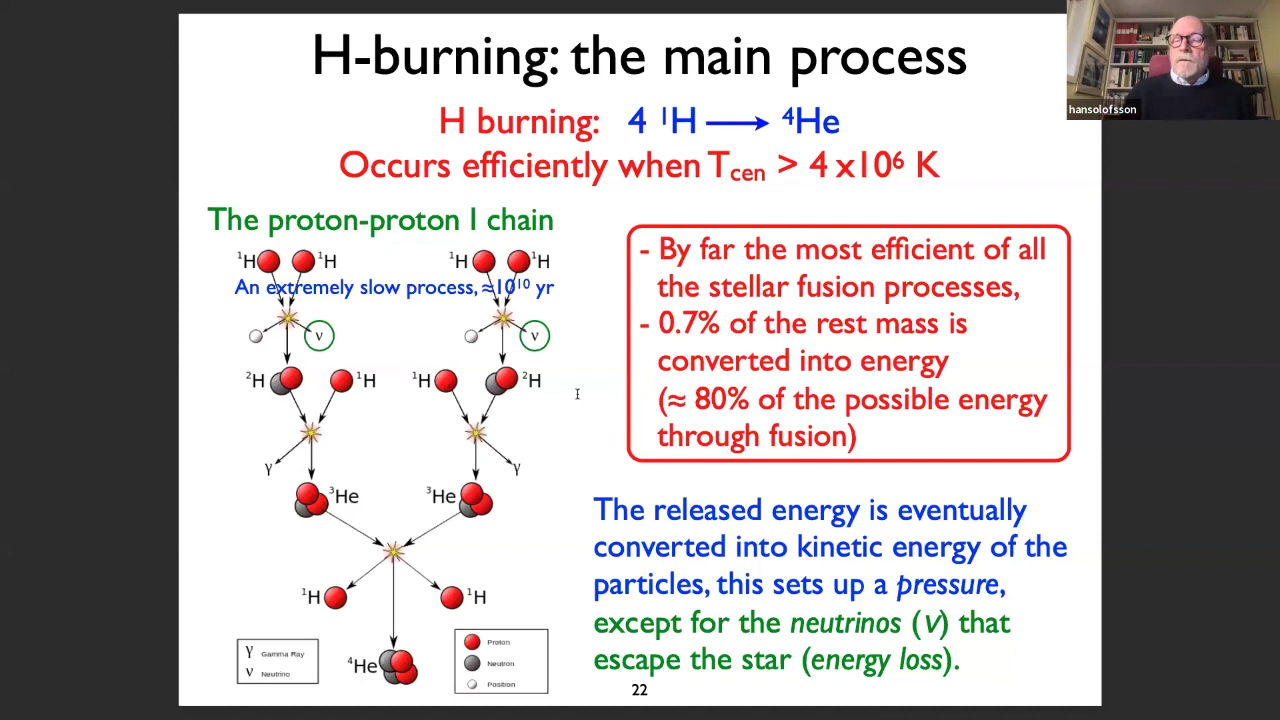 H-burning: the main process
hansolofsson
H burning: 4 ¹H ⟶ ⁴He
Occurs efficiently when T_cen > 4 x10⁶ K
The proton-proton I chain
¹H ¹H ¹H ¹H
An extremely slow process, ≈10¹⁰ yr
ν ν
²H ¹H ¹H ²H
γ γ
³He ³He
¹H ¹H
⁴He
γ Gamma Ray
ν Neutrino
Proton
Neutron
Position
- By far the most efficient of all
the stellar fusion processes,
- 0.7% of the rest mass is
converted into energy
(≈ 80% of the possible energy
through fusion)
The released energy is eventually
converted into kinetic energy of the
particles, this sets up a pressure,
except for the neutrinos (ν) that
escape the star (energy loss).
22